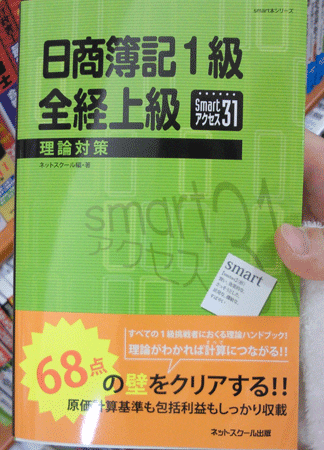 smart本シリーズ
日商簿記1級
全経上級
Smart
アクセス31
理論対策
ネットスクール編・著
smart31
アクセス
smart
すべての1級挑戦者におくる理論ハンドブック!
理論がわかれば計算につながる!!
68点
の壁をクリアする!!
原価計算基準も包括利益もしっかり収載
ネットスクール出版